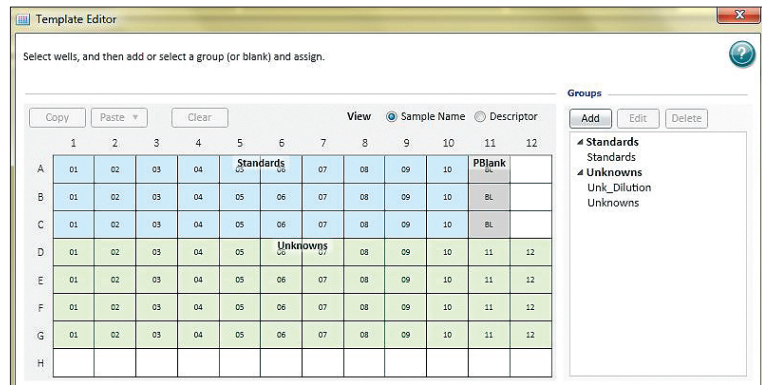 Template Editor
X
Select wells, and then add or select a group (or blank) and assign.
?
Groups
Copy Paste Clear View Sample Name Descriptor Add Edit Delete
1 2 3 4 5 6 7 8 9 10 11 12
Standards PBlank
A 01 02 03 04 05 06 07 08 09 10 BL
B 01 02 03 04 05 06 07 08 09 10 BL
C 01 02 03 04 05 06 07 08 09 10 BL
Unknowns
D 01 02 03 04 05 06 07 08 09 10 11 12
E 01 02 03 04 05 06 07 08 09 10 11 12
F 01 02 03 04 05 06 07 08 09 10 11 12
G 01 02 03 04 05 06 07 08 09 10 11 12
H
Standards
Standards
Unknowns
Unk_Dilution
Unknowns